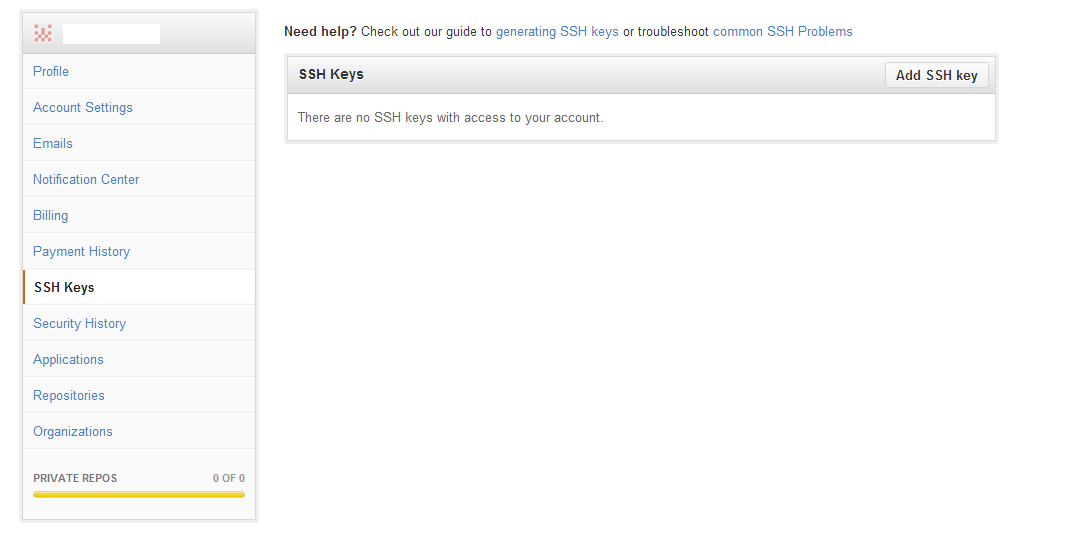 Profile
Account Settings
Emails
Notification Center
Billing
Payment History
SSH Keys
Security History
Applications
Repositories
Organizations
PRIVATE REPOS 0 OF 0
Need help? Check out our guide to generating SSH keys or troubleshoot common SSH Problems
SSH Keys Add SSH key
There are no SSH keys with access to your account.